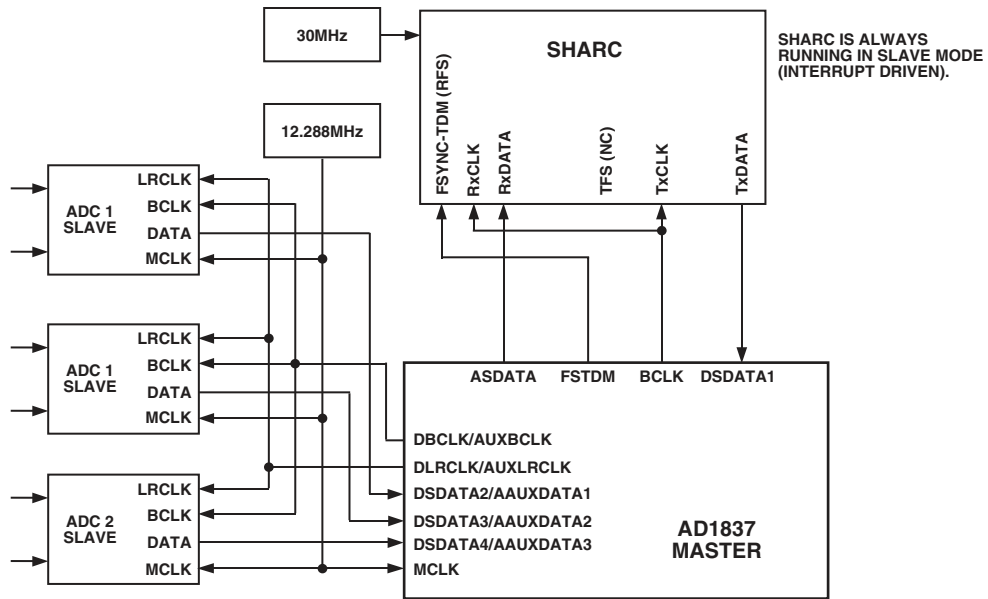 30MHz
SHARC
SHARC IS ALWAYS
RUNNING IN SLAVE MODE
(INTERRUPT DRIVEN).
FSYNC-TDM (RFS)
RxCLK
RxDATA
TFS (NC)
TxCLK
TxDATA
12.288MHz
ADC 1
SLAVE
LRCLK
BCLK
DATA
MCLK
ADC 1
SLAVE
LRCLK
BCLK
DATA
MCLK
ADC 2
SLAVE
LRCLK
BCLK
DATA
MCLK
ASDATA
FSTDM
BCLK
DSDATA1
DBCLK/AUXBCLK
DLRCLK/AUXLRCLK
DSDATA2/AAUXDATA1
DSDATA3/AAUXDATA2
DSDATA4/AAUXDATA3
MCLK
AD1837
MASTER